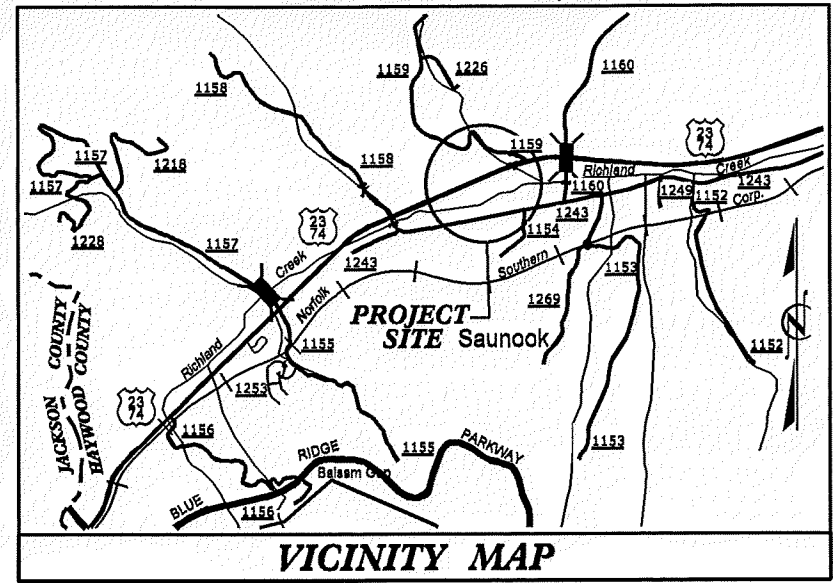 1159
1226
1160
1158
23
74
1157
1218
1158
1159
Richland
Creek
1157
1160
1249
1152
1243
1243
Corp.
1228
1157
23
74
1154
Creek
1243
Southern
1153
Norfolk
PROJECT
SITE Saunook
1269
JACKSON COUNTY
HAYWOOD COUNTY
Richland
1155
1152
23
74
1253
1156
1155
1153
BLUE
RIDGE
PARKWAY
Balsam Gap
1156
N
VICINITY MAP